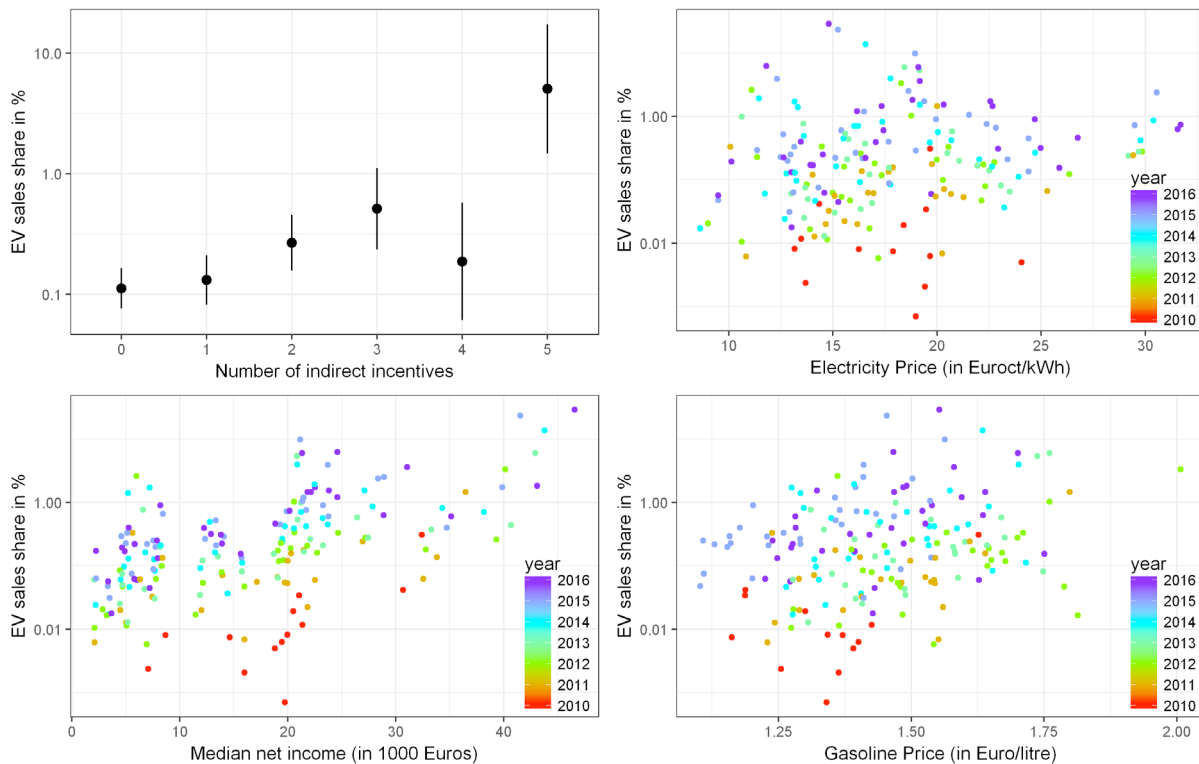 EV sales share in %
10.0
1.0
0.1
0 1 2 3 4 5
Number of indirect incentives
EV sales share in %
1.00
0.01
10 15 20 25 30
Electricity Price (in Euroct/kWh)
year
2016
2015
2014
2013
2012
2011
2010
EV sales share in %
1.00
0.01
0 10 20 30 40
Median net income (in 1000 Euros)
year
2016
2015
2014
2013
2012
2011
2010
EV sales share in %
1.00
0.01
1.25 1.50 1.75 2.00
Gasoline Price (in Euro/litre)
year
2016
2015
2014
2013
2012
2011
2010